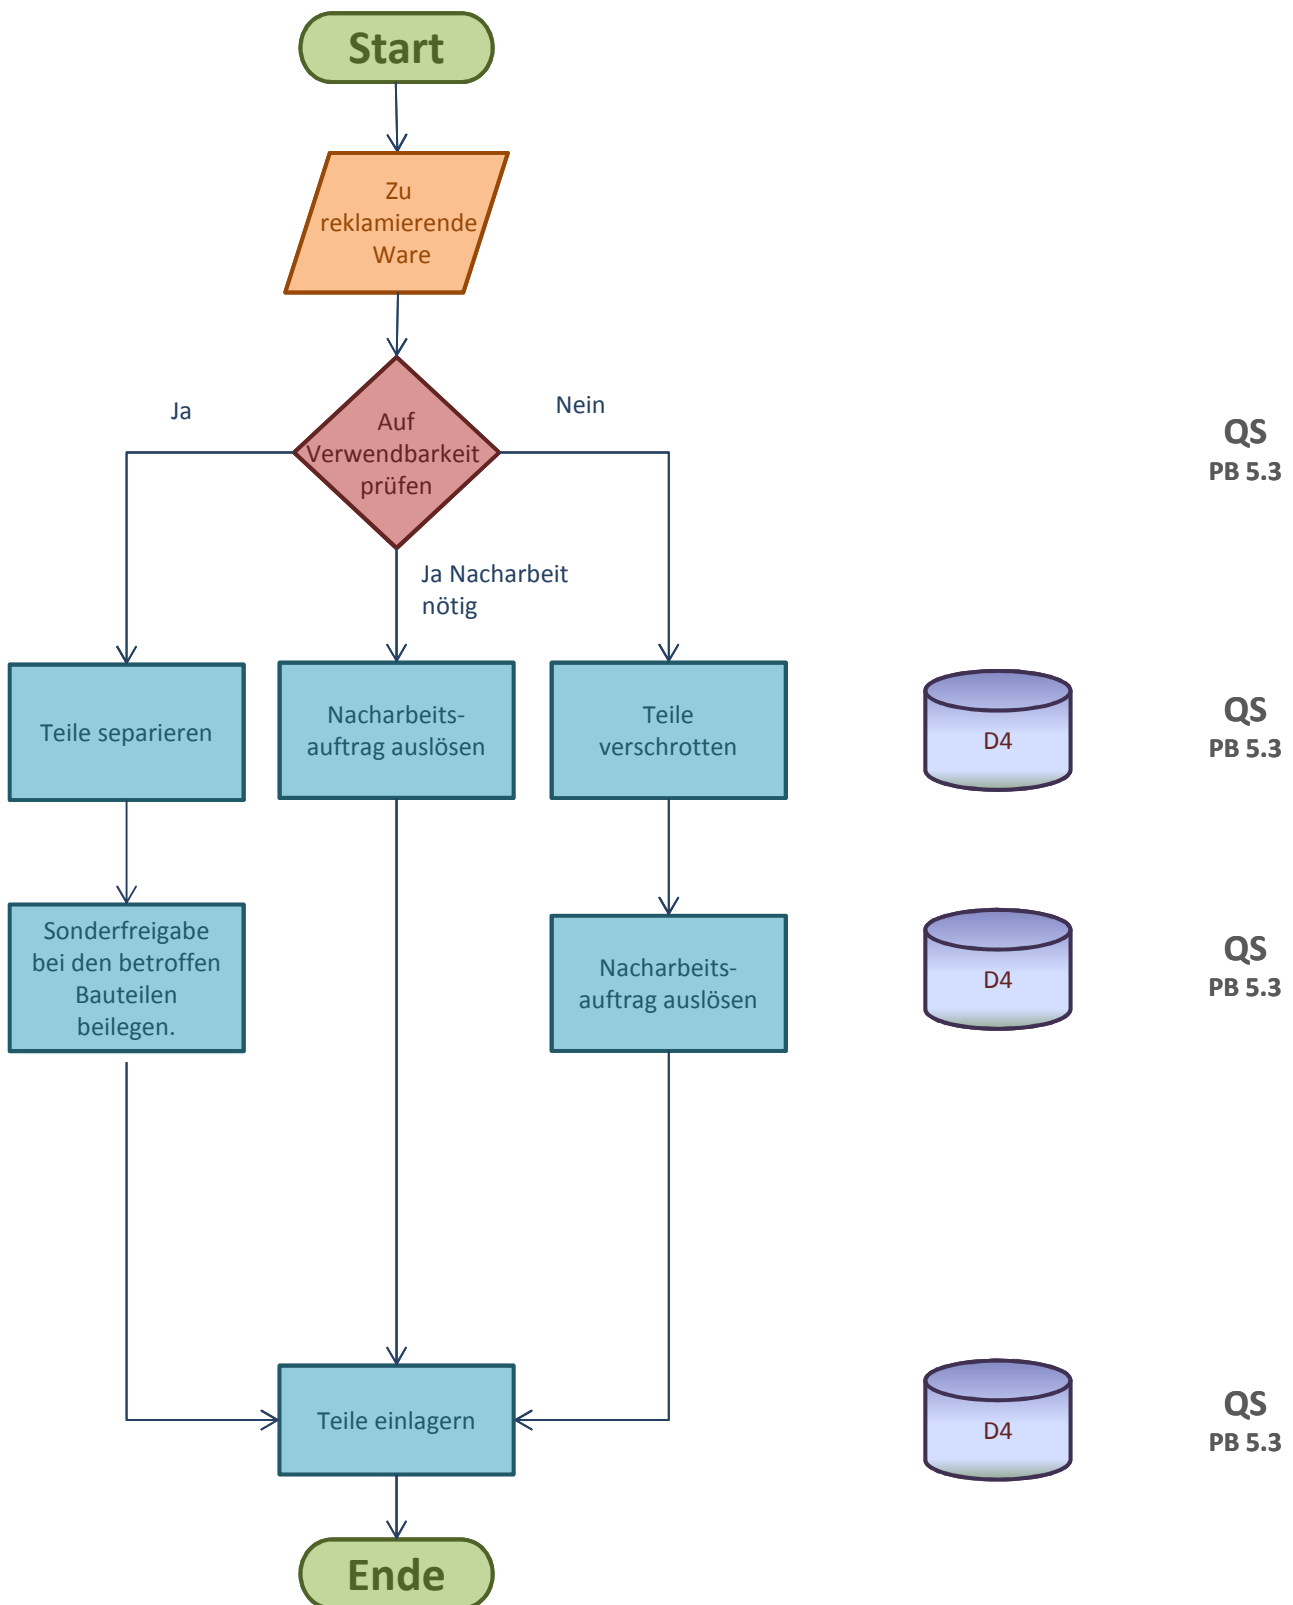 Start
Zu
reklamierende
Ware
Ja
Nein
Auf
Verwendbarkeit
prüfen
QS
PB 5.3
Ja Nacharbeit
nötig
Teile separieren
Nacharbeits-
auftrag auslösen
Teile
verschrotten
D4
QS
PB 5.3
Sonderfreigabe
bei den betroffen
Bauteilen
beilegen.
Nacharbeits-
auftrag auslösen
D4
QS
PB 5.3
Teile einlagern
D4
QS
PB 5.3
Ende